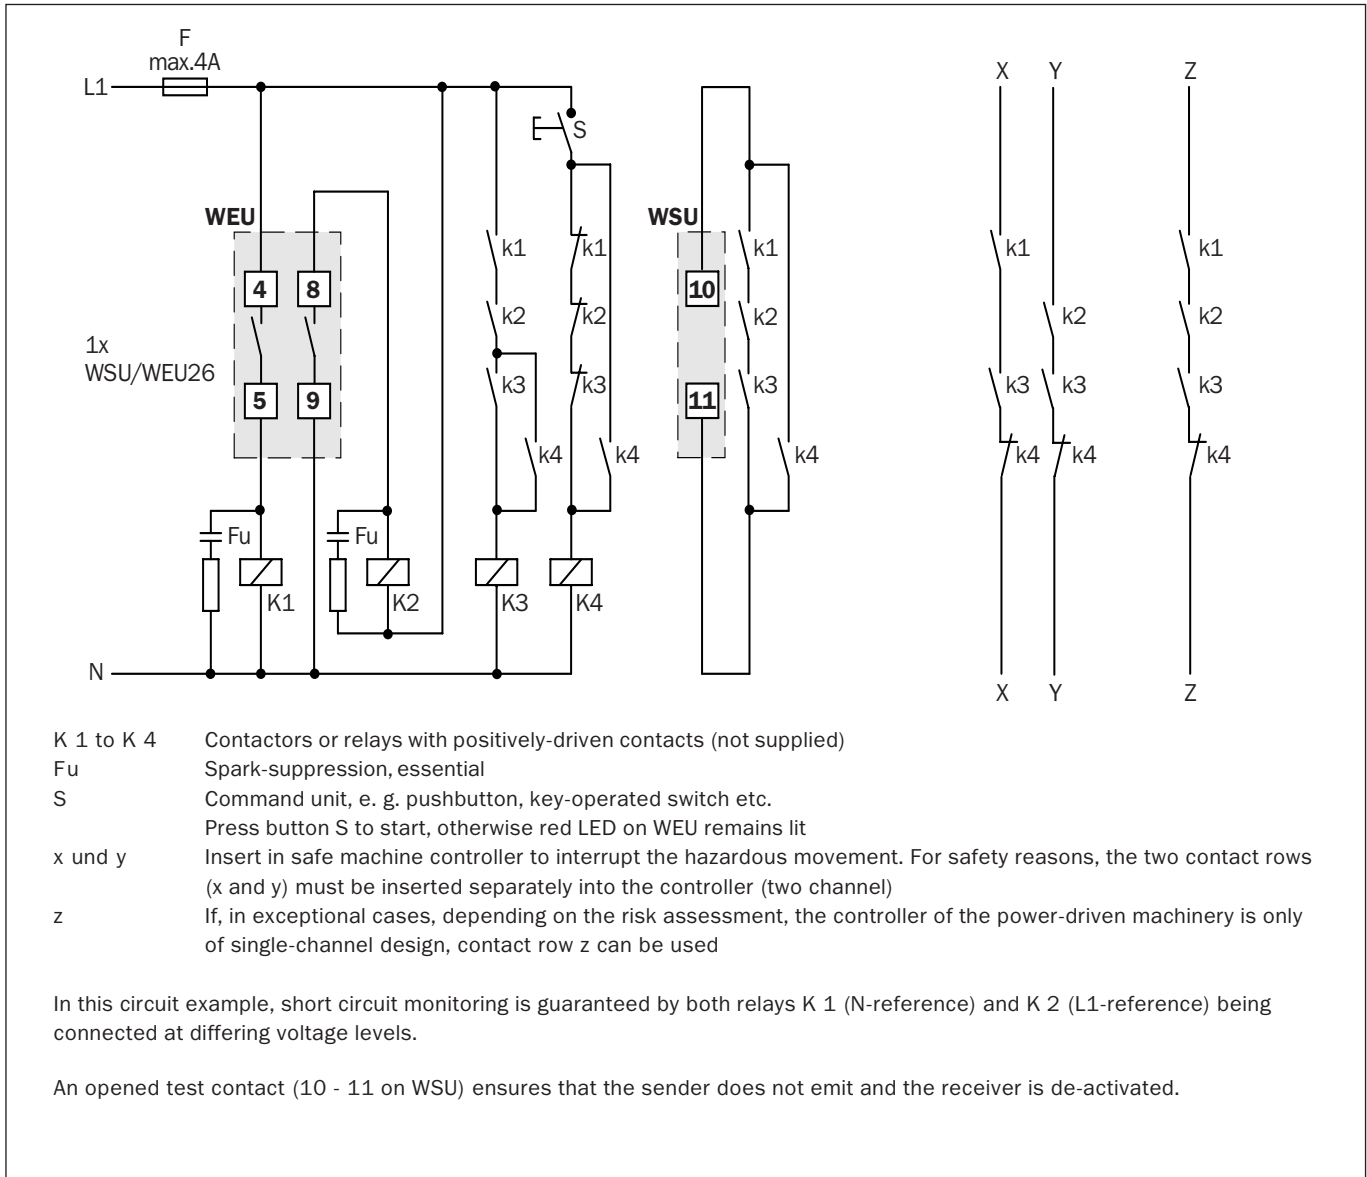 F
max.4A
L1
X Y Z
S
WEU
WSU
k1 k1 k1 k1 k1
4 8 10
k2 k2 k2 k2 k2
1x
WSU/WEU26
k3 k3 k3 k3 k3 k3
5 9 11
k4 k4 k4 k4 k4 k4
Fu Fu
K1 K2 K3 K4
N
X Y Z
K 1 to K 4 Contactors or relays with positively-driven contacts (not supplied)
Fu Spark-suppression, essential
S Command unit, e. g. pushbutton, key-operated switch etc.
Press button S to start, otherwise red LED on WEU remains lit
x und y Insert in safe machine controller to interrupt the hazardous movement. For safety reasons, the two contact rows
(x and y) must be inserted separately into the controller (two channel)
z If, in exceptional cases, depending on the risk assessment, the controller of the power-driven machinery is only
of single-channel design, contact row z can be used
In this circuit example, short circuit monitoring is guaranteed by both relays K 1 (N-reference) and K 2 (L1-reference) being
connected at differing voltage levels.
An opened test contact (10 - 11 on WSU) ensures that the sender does not emit and the receiver is de-activated.